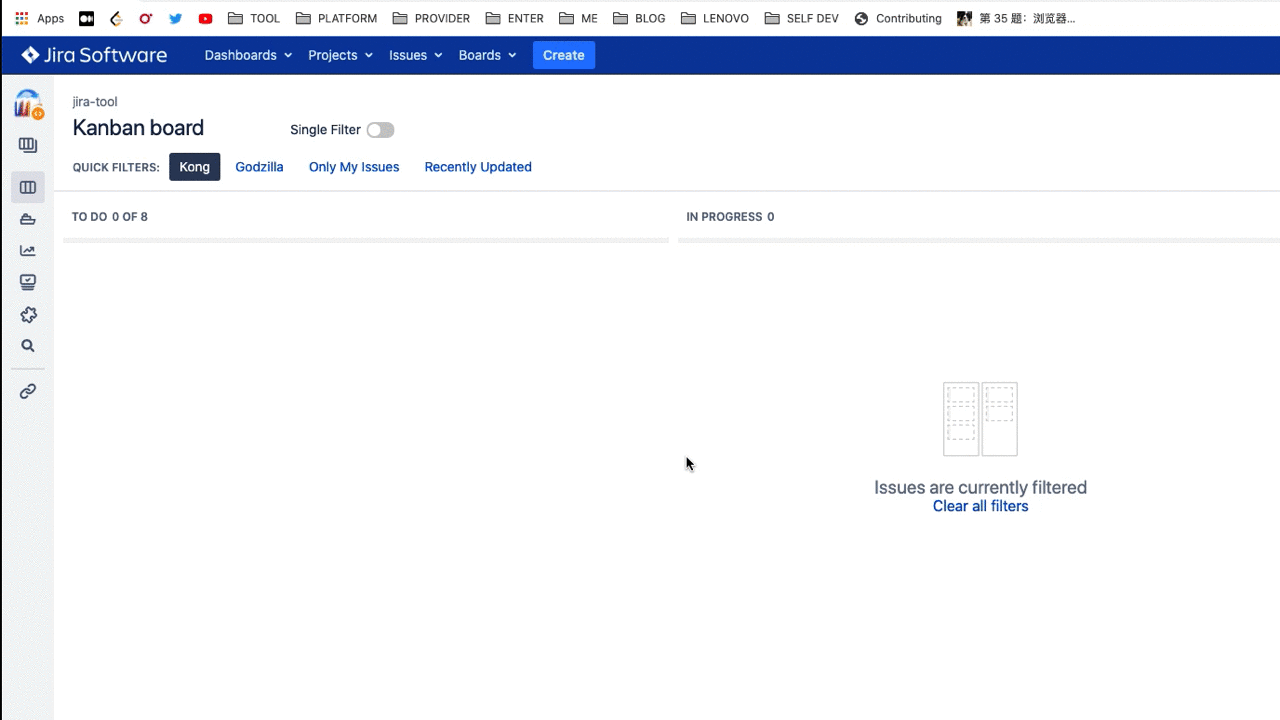 Apps TOOL PLATFORM PROVIDER ENTER ME BLOG LENOVO SELF DEV Contributing 第 35 题：浏览器...
Jira Software Dashboards Projects Issues Boards Create
jira-tool
Kanban board Single Filter
QUICK FILTERS: Kong Godzilla Only My Issues Recently Updated
TO DO 0 OF 8 IN PROGRESS 0
Issues are currently filtered
Clear all filters